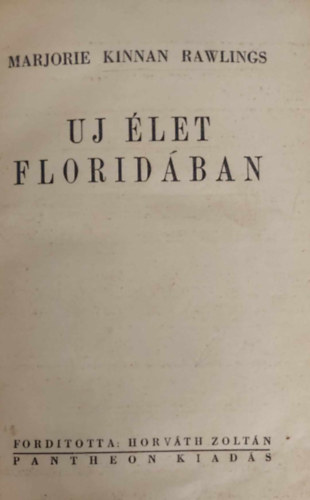 MARJORIE KINNAN RAWLINGS
UJ ÉLET
FLORIDÁBAN
FORDITOTTA: HORVÁTH ZOLTÁN
PANTHEON KIADÁS